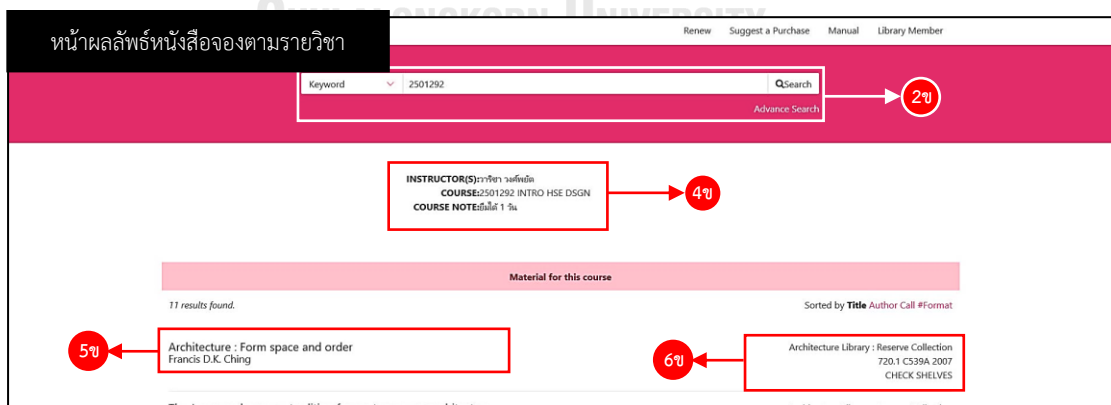 CHULALONGKORN UNIVERSITY
หน้าผลลัพธ์หนังสือจองตามรายวิชา
Renew Suggest a Purchase Manual Library Member
Keyword 2501292 Search
2ข
Advance Search
INSTRUCTOR(S):วาริชา วงศ์พยัต
COURSE:2501292 INTRO HSE DSGN
COURSE NOTE:ยืมได้ 1 วัน
4ข
Material for this course
11 results found.
Sorted by Title Author Call #Format
5ข
Architecture : Form space and order
Francis D.K. Ching
6ข
Architecture Library : Reserve Collection
720.1 C539A 2007
CHECK SHELVES